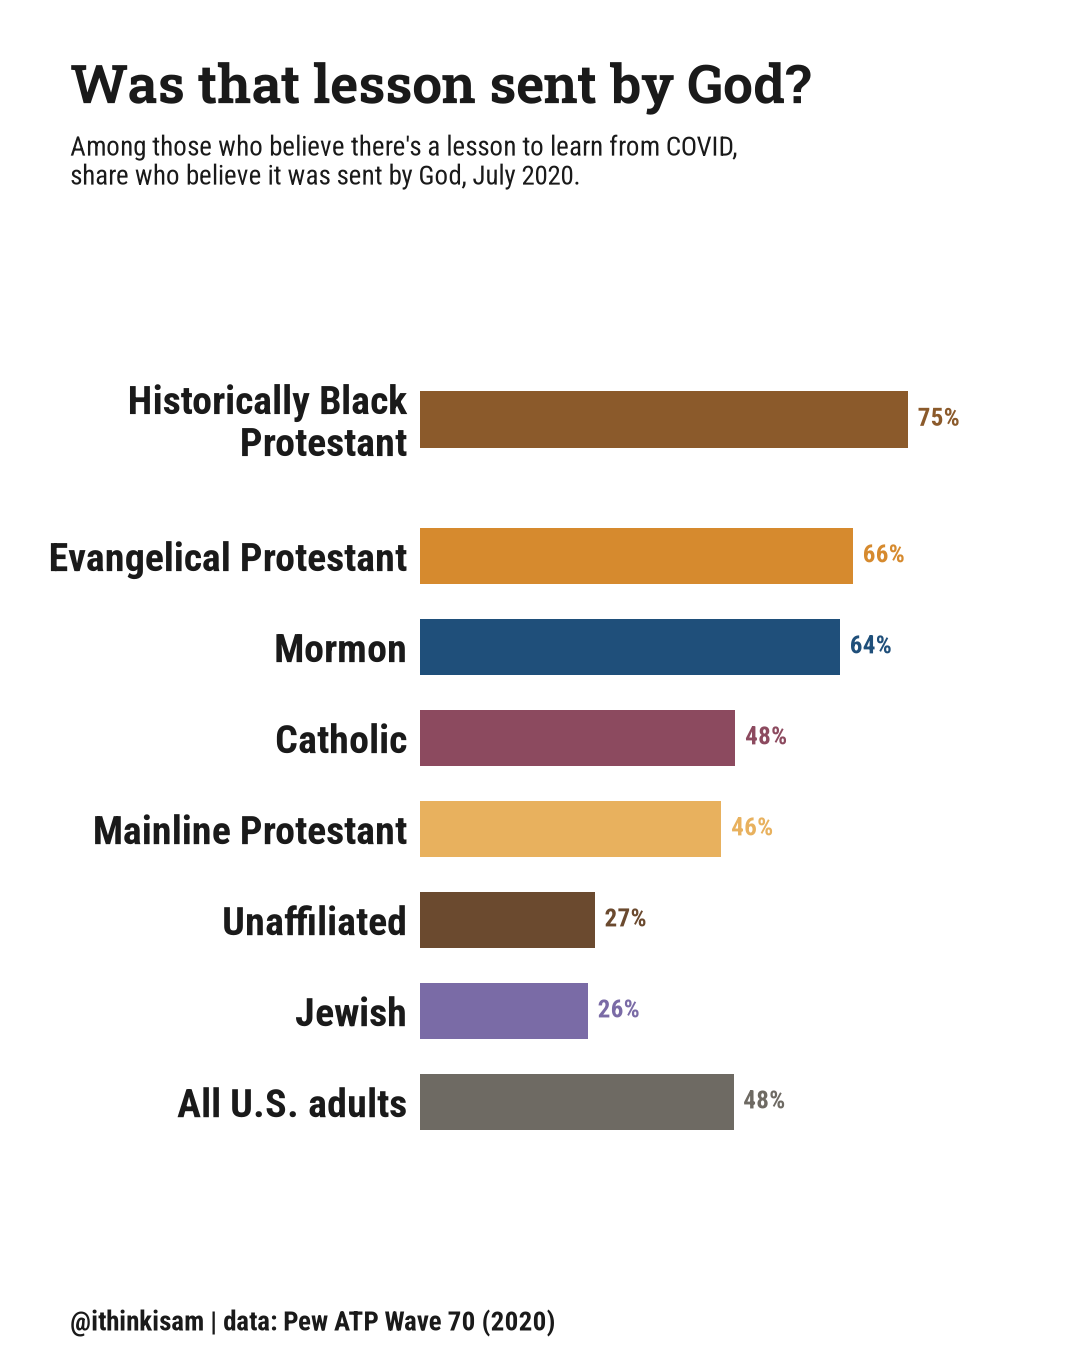 Was that lesson sent by God?
Among those who believe there's a lesson to learn from COVID,
share who believe it was sent by God, July 2020.
Historically Black
Protestant
75%
Evangelical Protestant
66%
Mormon
64%
Catholic
48%
Mainline Protestant
46%
Unaffiliated
27%
Jewish
26%
All U.S. adults
48%
@ithinkisam | data: Pew ATP Wave 70 (2020)